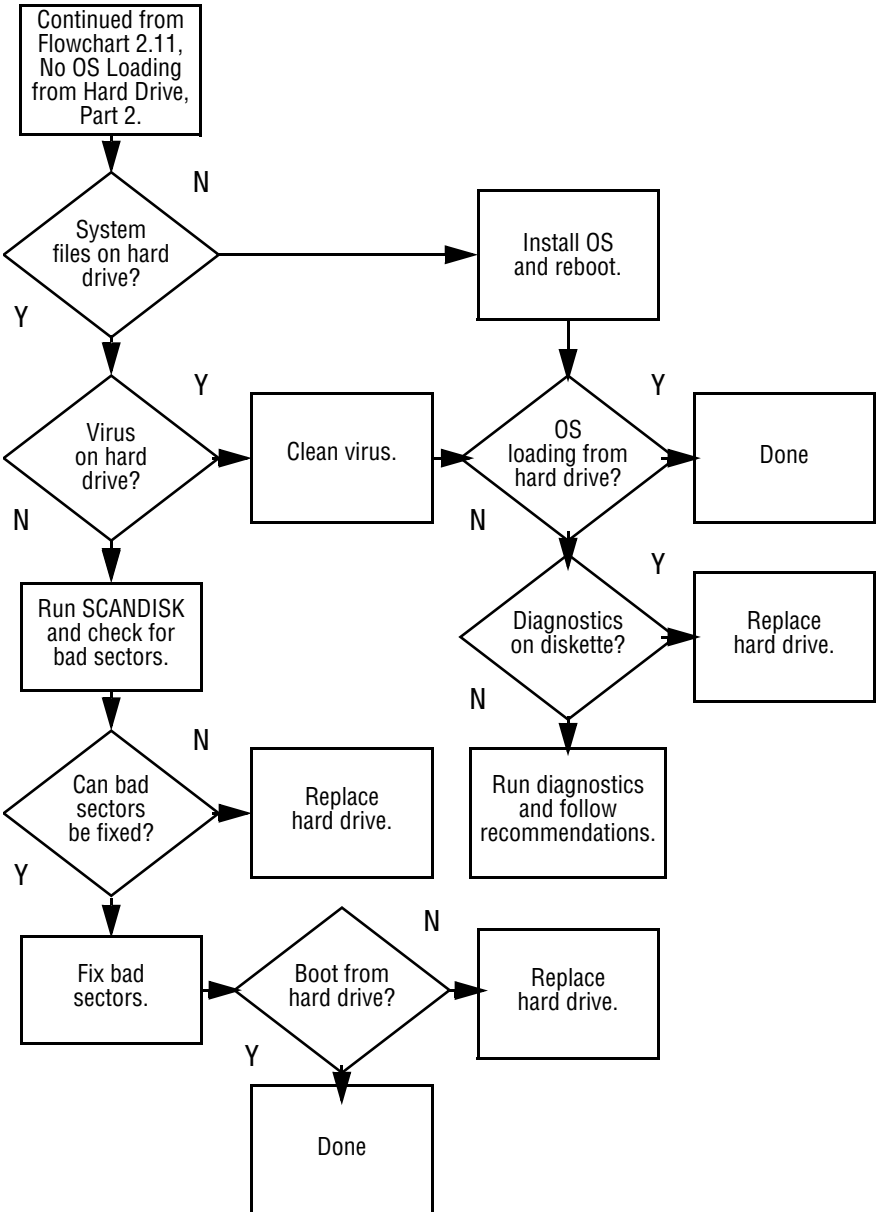 Continued from
Flowchart 2.11,
No OS Loading
from Hard Drive,
Part 2.
N
System
files on hard
drive?
Install OS
and reboot.
Y
Y
Virus
on hard
drive?
Clean virus.
OS
loading from
hard drive?
Y
Done
N
N
Run SCANDISK
and check for
bad sectors.
Diagnostics
on diskette?
Y
Replace
hard drive.
N
N
Can bad
sectors
be fixed?
Replace
hard drive.
Run diagnostics
and follow
recommendations.
Y
Fix bad
sectors.
N
Boot from
hard drive?
Replace
hard drive.
Y
Done